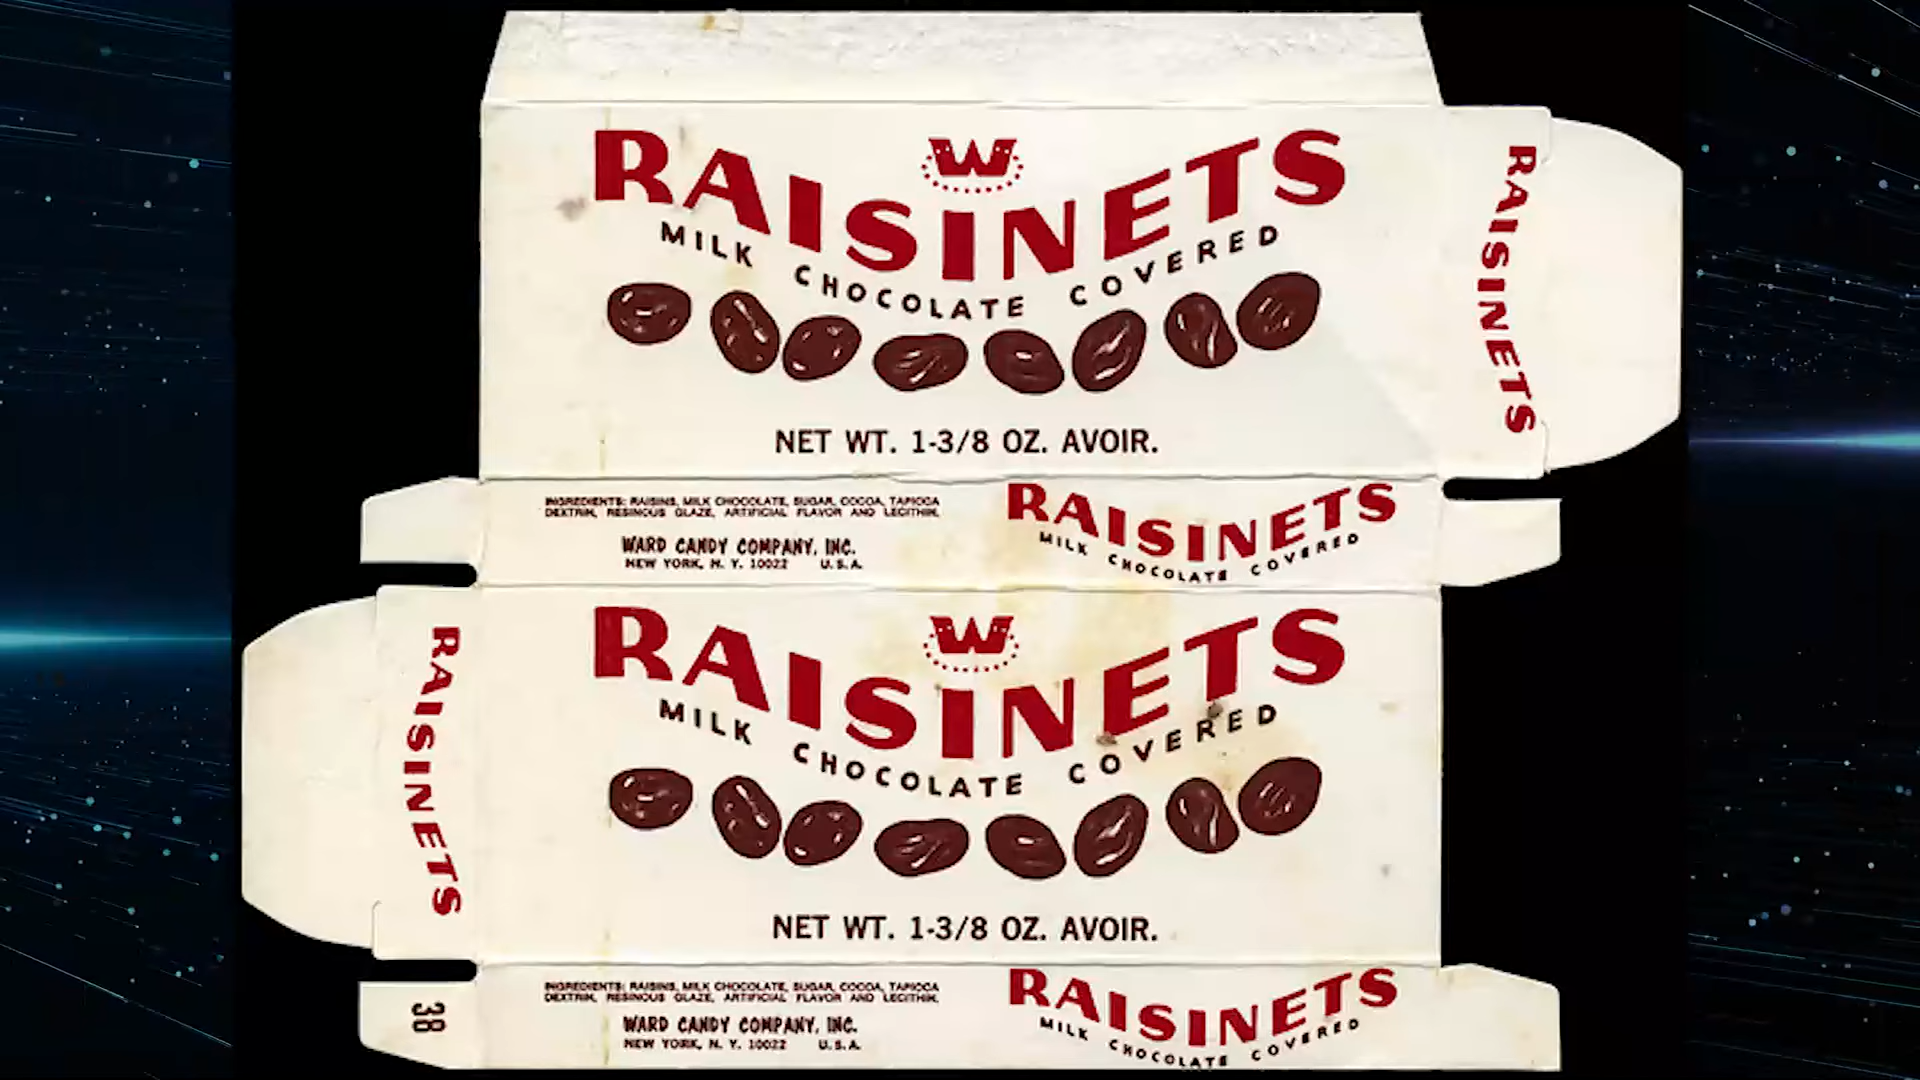 W
RAISINETS
MILK CHOCOLATE COVERED
NET WT. 1-3/8 OZ. AVOIR.
RAISINETS
INGREDIENTS: RAISINS, MILK CHOCOLATE, SUGAR, COCOA, TAPIOCA
DEXTRIN, RESINOUS GLAZE, ARTIFICIAL FLAVOR AND LECITHIN.
WARD CANDY COMPANY, INC.
NEW YORK, N. Y. 10022 U.S.A.
RAISINETS
MILK CHOCOLATE COVERED
RAISINETS
W
RAISINETS
MILK CHOCOLATE COVERED
NET WT. 1-3/8 OZ. AVOIR.
38
INGREDIENTS: RAISINS, MILK CHOCOLATE, SUGAR, COCOA, TAPIOCA
DEXTRIN, RESINOUS GLAZE, ARTIFICIAL FLAVOR AND LECITHIN.
WARD CANDY COMPANY, INC.
NEW YORK, N. Y. 10022 U.S.A.
RAISINETS
MILK CHOCOLATE COVERED